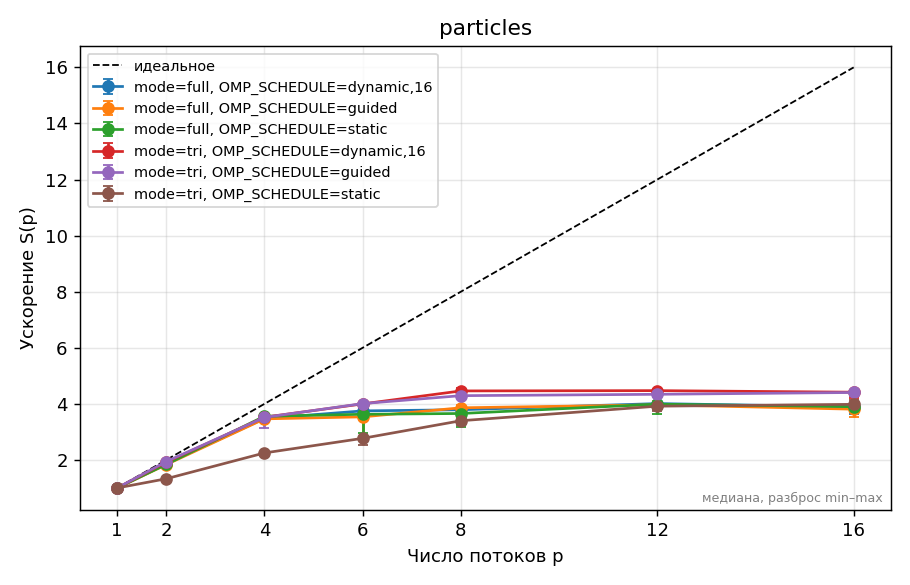 particles
идеальное
mode=full, OMP_SCHEDULE=dynamic,16
mode=full, OMP_SCHEDULE=guided
mode=full, OMP_SCHEDULE=static
mode=tri, OMP_SCHEDULE=dynamic,16
mode=tri, OMP_SCHEDULE=guided
mode=tri, OMP_SCHEDULE=static
16
14
12
10
8
6
4
2
Ускорение S(p)
медиана, разброс min–max
1 2 4 6 8 12 16
Число потоков p